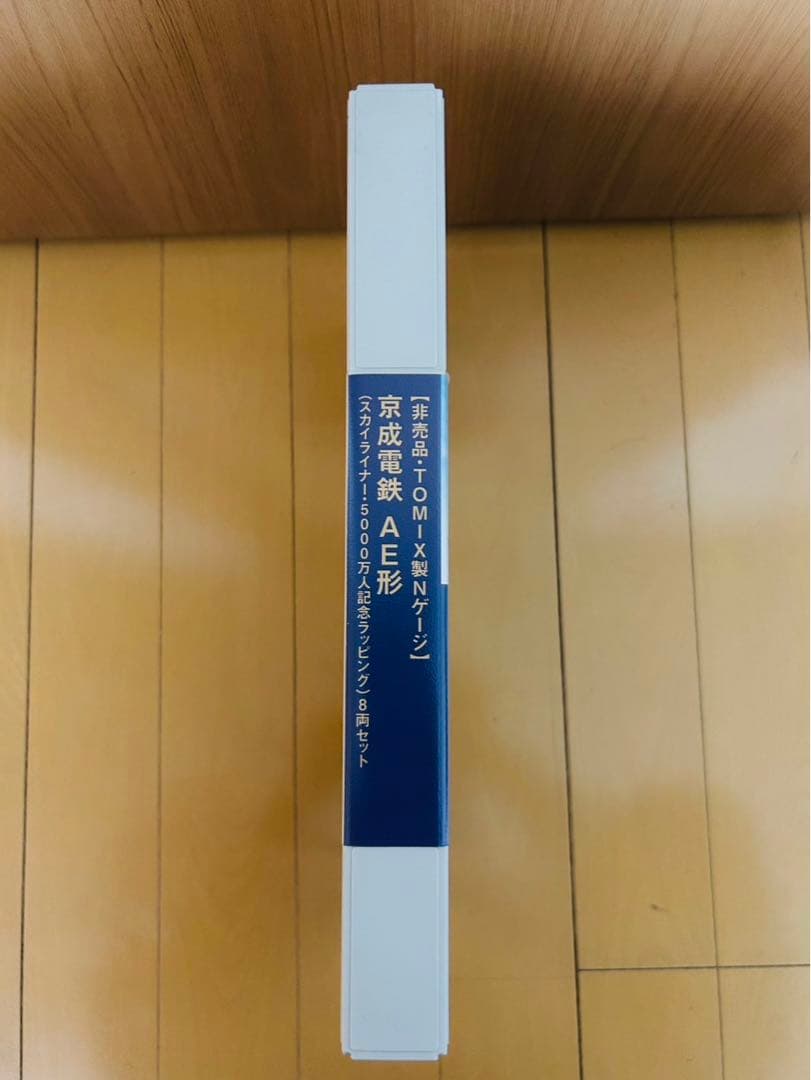 【非売品・TOMIX製Nゲージ】
京成電鉄 AE形
(スカイライナー・5000万人記念ラッピング)8両セット